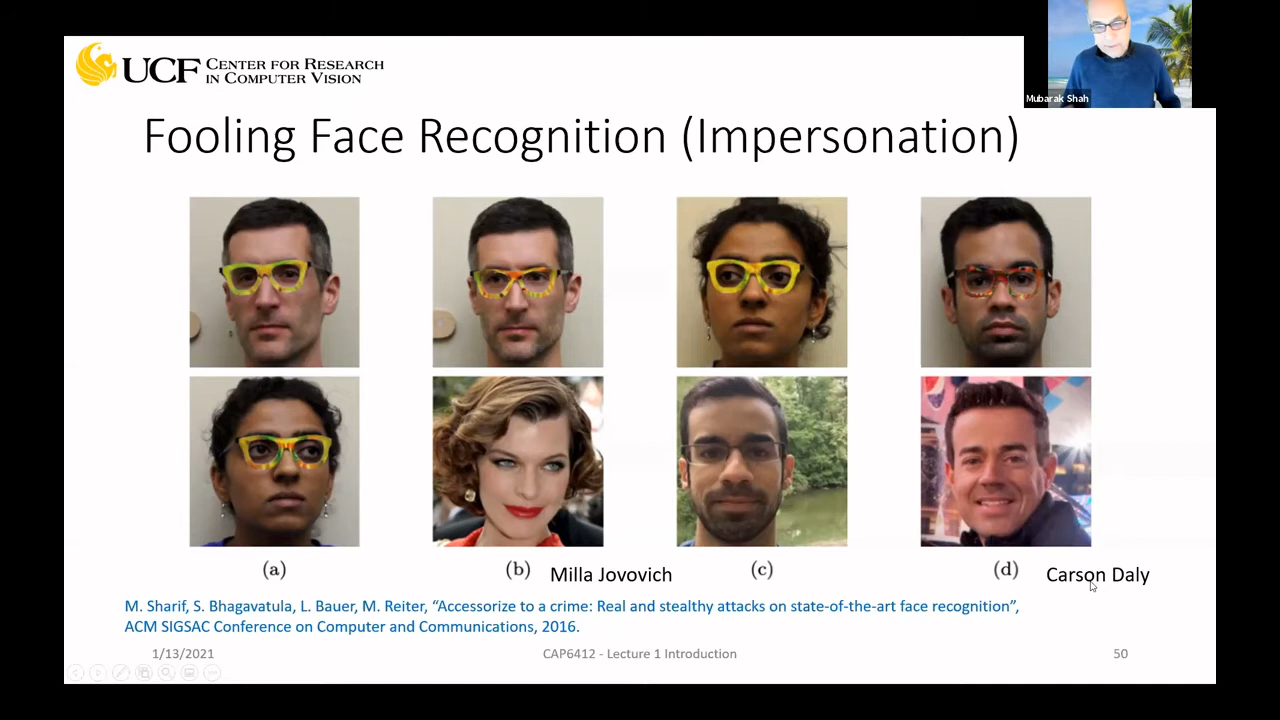 UCF CENTER FOR RESEARCH
IN COMPUTER VISION
Mubarak Shah
Fooling Face Recognition (Impersonation)
(a)
(b) Milla Jovovich
(c)
(d) Carson Daly
M. Sharif, S. Bhagavatula, L. Bauer, M. Reiter, “Accessorize to a crime: Real and stealthy attacks on state-of-the-art face recognition”,
ACM SIGSAC Conference on Computer and Communications, 2016.
1/13/2021
CAP6412 - Lecture 1 Introduction
50